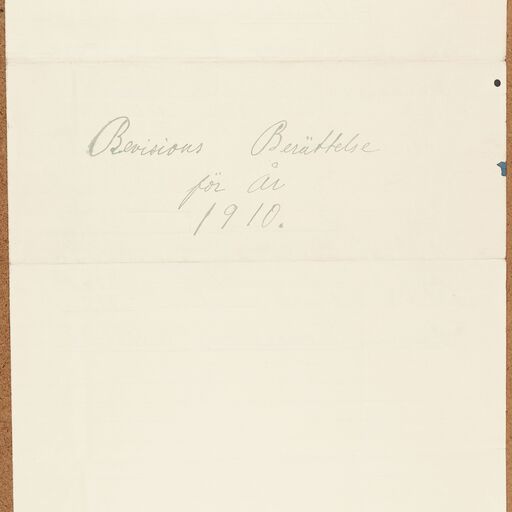 Revisions Berättelse
för År
1910.